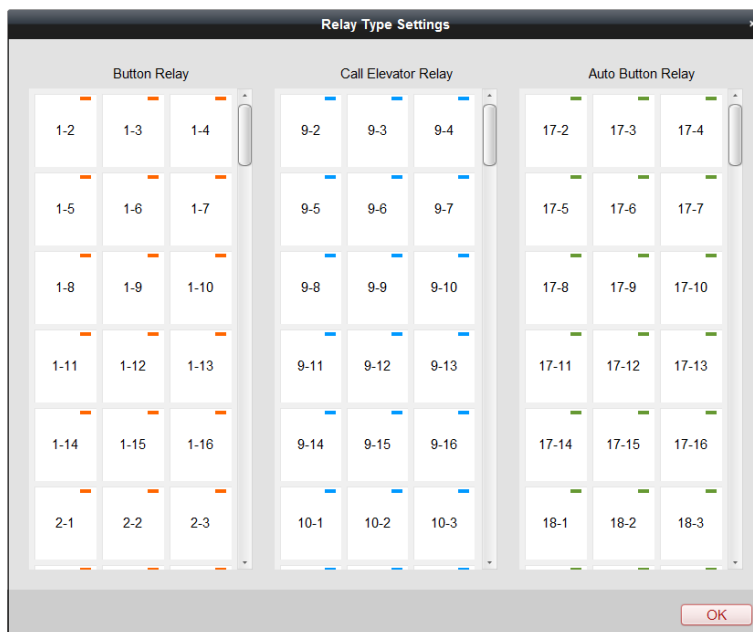 Relay Type Settings
Button Relay Call Elevator Relay Auto Button Relay
1-2 1-3 1-4 9-2 9-3 9-4 17-2 17-3 17-4
1-5 1-6 1-7 9-5 9-6 9-7 17-5 17-6 17-7
1-8 1-9 1-10 9-8 9-9 9-10 17-8 17-9 17-10
1-11 1-12 1-13 9-11 9-12 9-13 17-11 17-12 17-13
1-14 1-15 1-16 9-14 9-15 9-16 17-14 17-15 17-16
2-1 2-2 2-3 10-1 10-2 10-3 18-1 18-2 18-3
OK